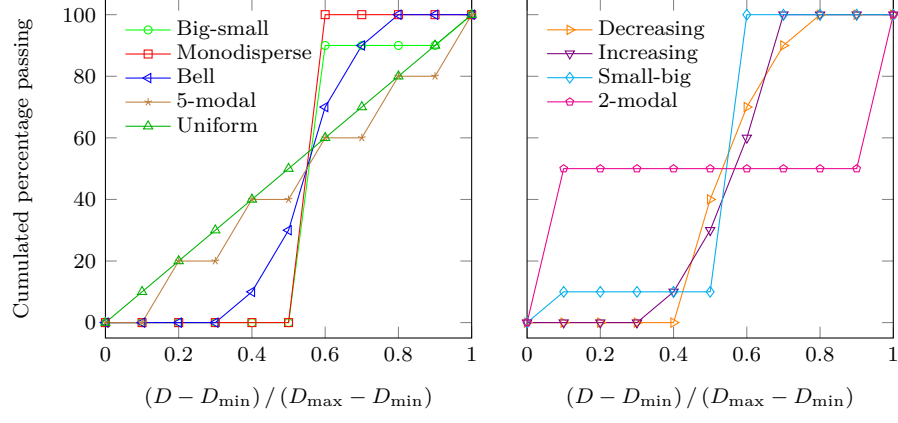 Cumulated percentage passing
100
80
60
40
20
0
Big-small
Monodisperse
Bell
5-modal
Uniform
0 0.2 0.4 0.6 0.8 1
(D − Dmin) / (Dmax − Dmin)
Decreasing
Increasing
Small-big
2-modal
0 0.2 0.4 0.6 0.8 1
(D − Dmin) / (Dmax − Dmin)